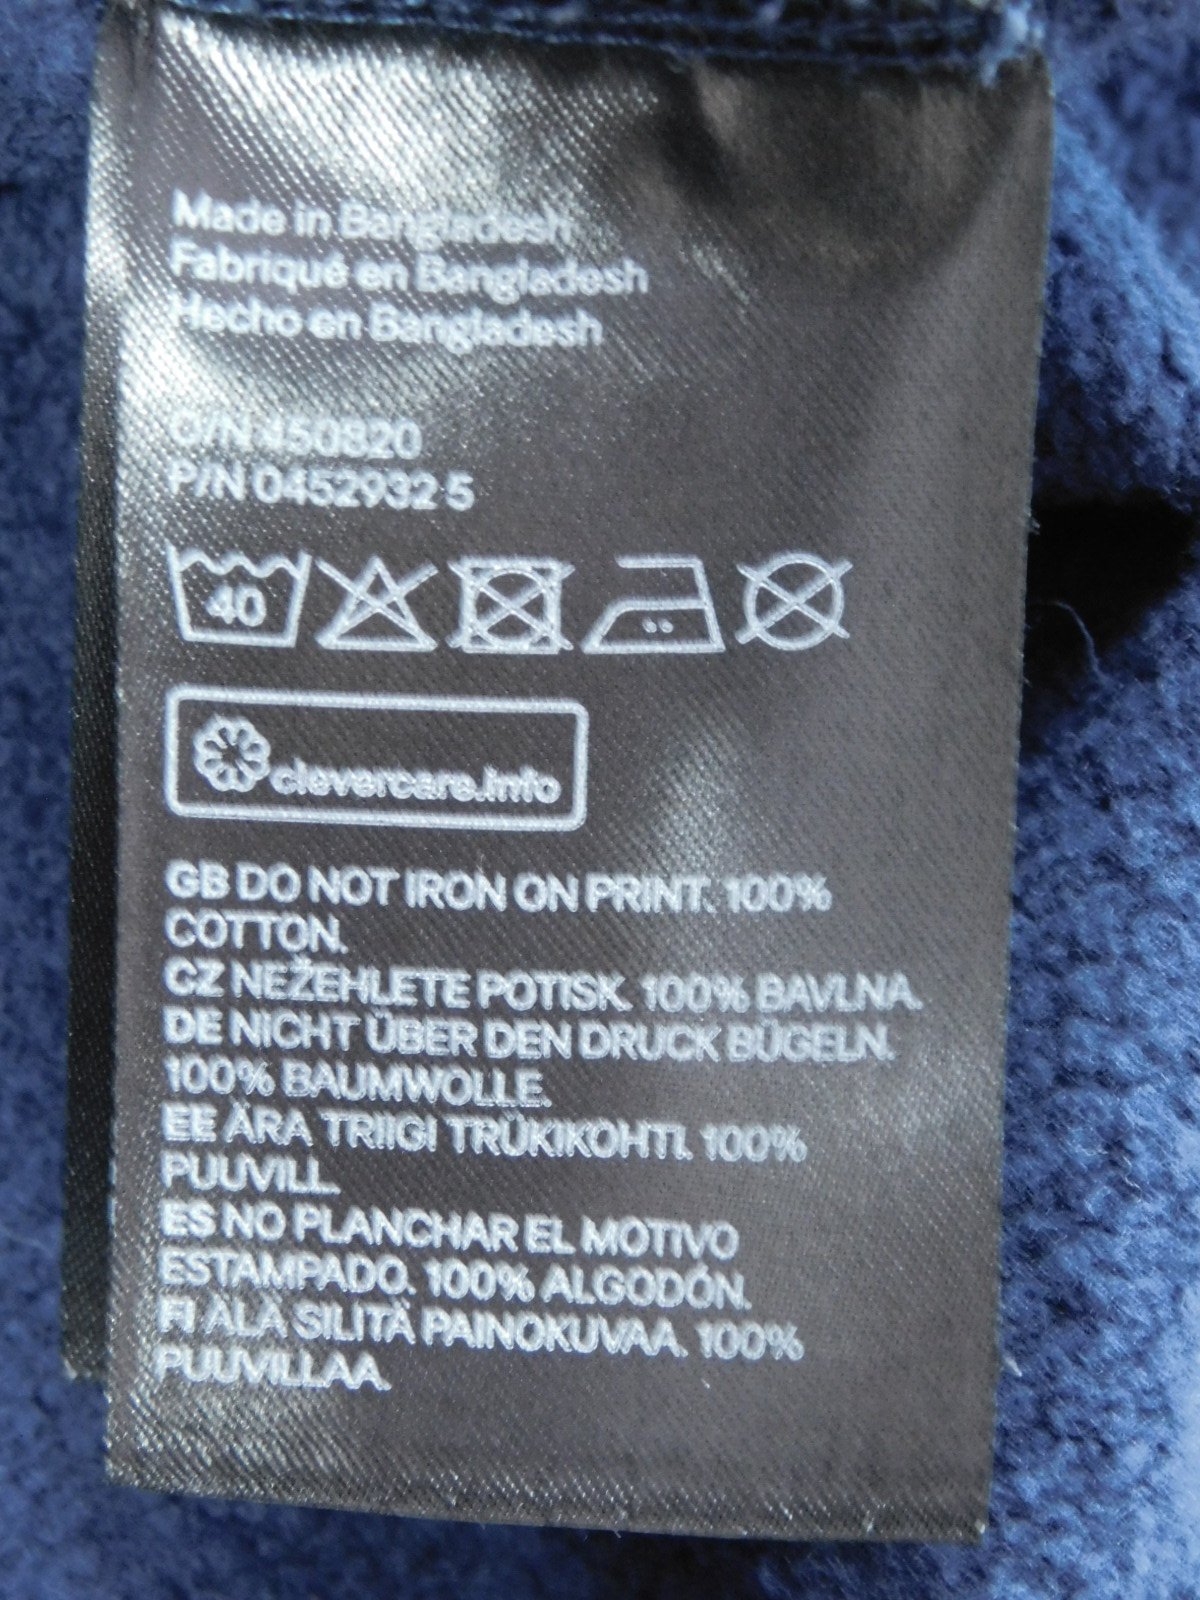 Made in Bangladesh
Fabriqué en Bangladesh
Hecho en Bangladesh
O/N 450820
P/N 0452932 5
40
clevercare.info
GB DO NOT IRON ON PRINT. 100%
COTTON.
CZ NEŽEHLETE POTISK. 100% BAVLNA.
DE NICHT ÜBER DEN DRUCK BÜGELN.
100% BAUMWOLLE.
EE ÄRA TRIIGI TRÜKIKOHTI. 100%
PUUVILL.
ES NO PLANCHAR EL MOTIVO
ESTAMPADO. 100% ALGODÓN.
FI ÄLÄ SILITÄ PAINOKUVAA. 100%
PUUVILLAA.